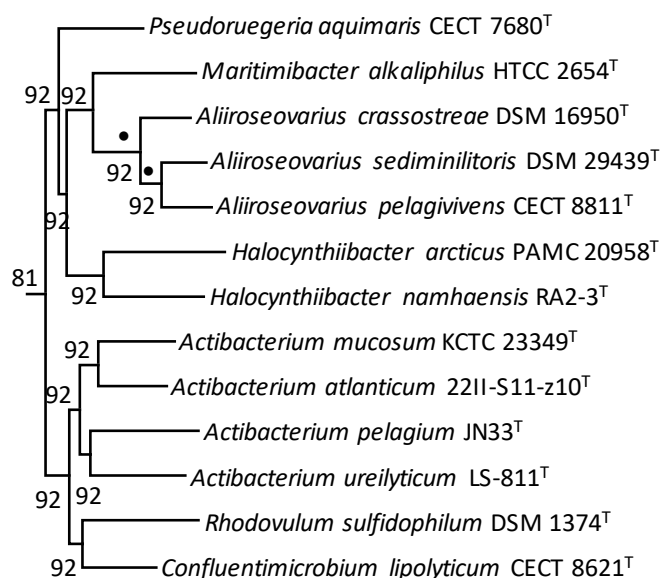 Pseudoruegeria aquimaris CECT 7680ᵀ
92 92 Maritimibacter alkaliphilus HTCC 2654ᵀ
Aliiroseovarius crassostreae DSM 16950ᵀ
92 Aliiroseovarius sediminilitoris DSM 29439ᵀ
92 92 Aliiroseovarius pelagivivens CECT 8811ᵀ
Halocynthiibacter arcticus PAMC 20958ᵀ
81 92 Halocynthiibacter namhaensis RA2-3ᵀ
92 Actibacterium mucosum KCTC 23349ᵀ
92 Actibacterium atlanticum 22II-S11-z10ᵀ
Actibacterium pelagium JN33ᵀ
92 92 Actibacterium ureilyticum LS-811ᵀ
Rhodovulum sulfidophilum DSM 1374ᵀ
92 Confluentimicrobium lipolyticum CECT 8621ᵀ